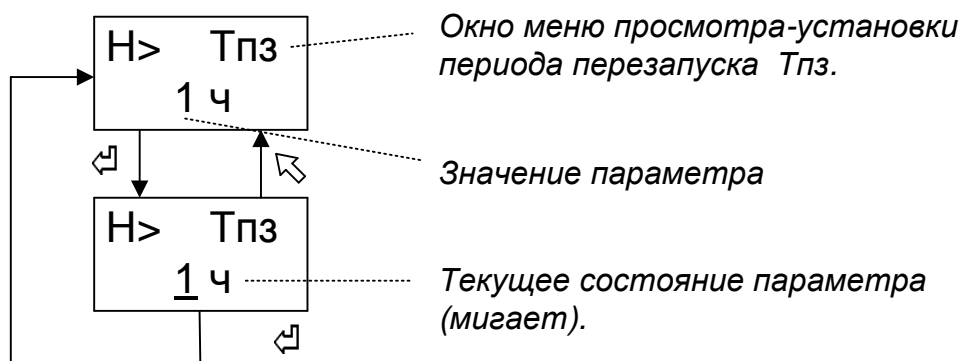 Н> Тпз
1 ч
Окно меню просмотра-установки
периода перезапуска Тпз.
Значение параметра
Н> Тпз
1 ч
Текущее состояние параметра
(мигает).